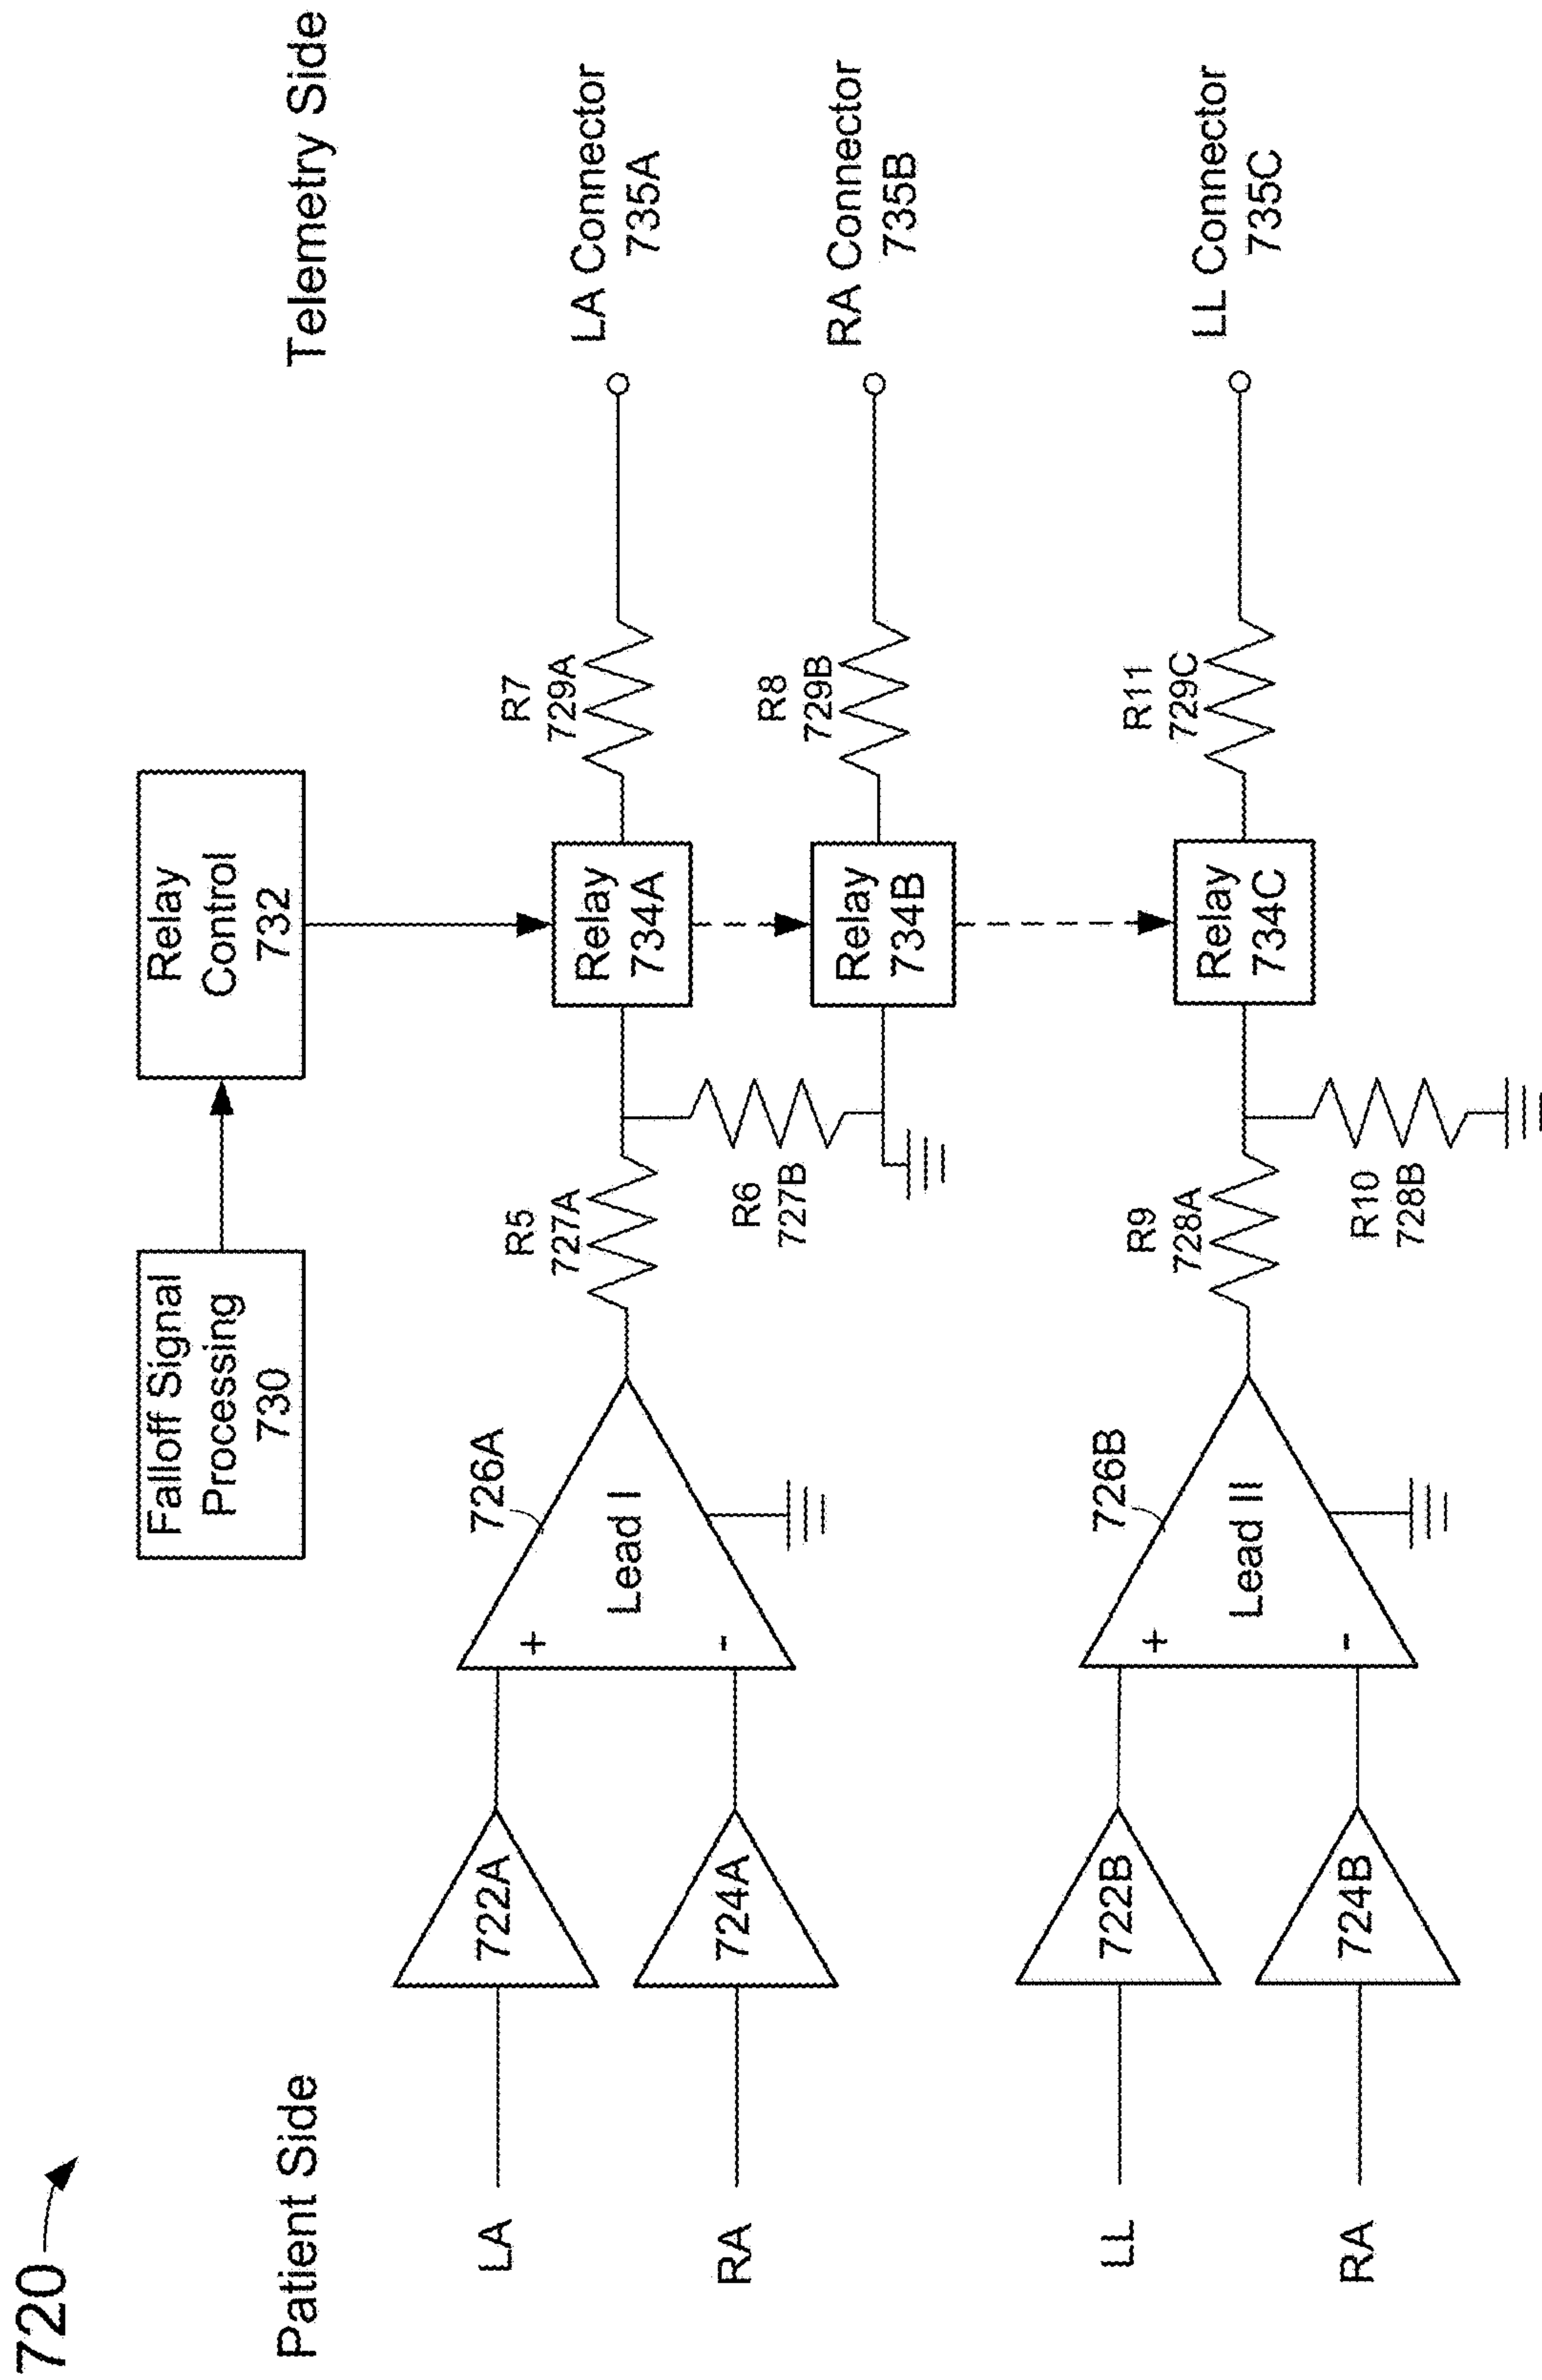 720
Patient Side
Telemetry Side
Falloff Signal
Processing
730
Relay
Control
732
LA
722A
RA
724A
+
-
Lead I
726A
R5
727A
R6
727B
Relay
734A
R7
729A
LA Connector
735A
Relay
734B
R8
729B
RA Connector
735B
LL
722B
RA
724B
+
-
Lead II
726B
R9
728A
R10
728B
Relay
734C
R11
729C
LL Connector
735C